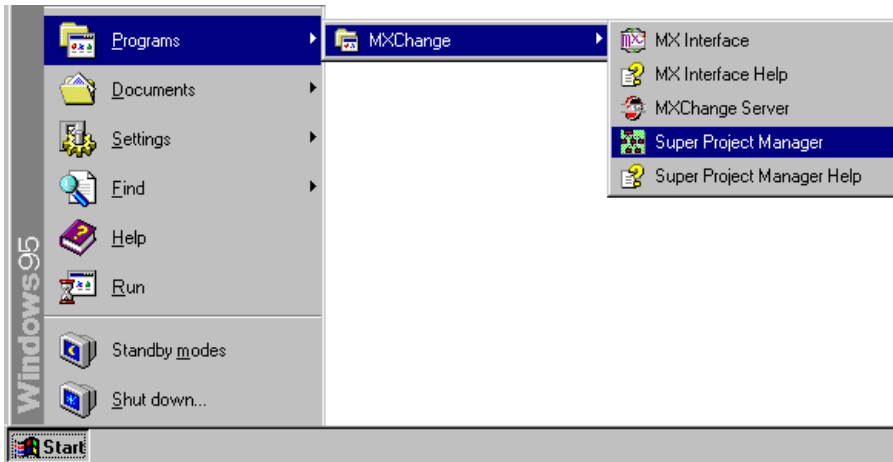 Programs
Documents
Settings
Find
Help
Run
Standby modes
Shut down...
Windows95
Start
MXChange
MX Interface
MX Interface Help
MXChange Server
Super Project Manager
Super Project Manager Help